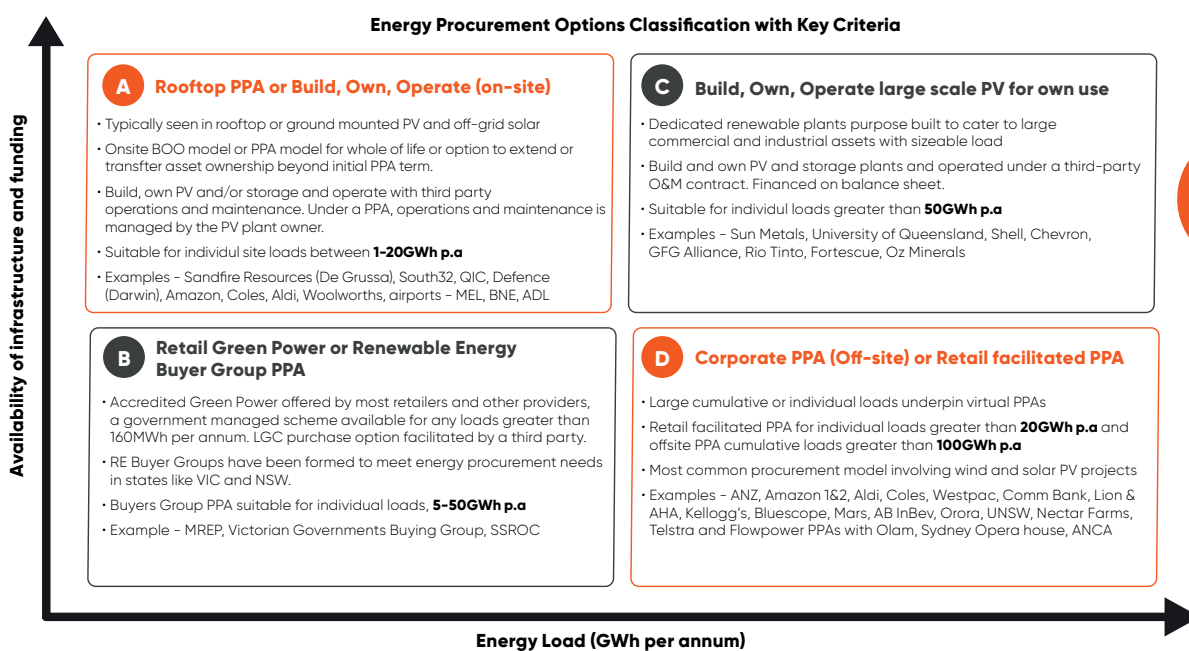 Energy Procurement Options Classification with Key Criteria
Availability of infrastructure and funding
A
Rooftop PPA or Build, Own, Operate (on-site)
• Typically seen in rooftop or ground mounted PV and off-grid solar
• Onsite BOO model or PPA model for whole of life or option to extend or
transfter asset ownership beyond initial PPA term.
• Build, own PV and/or storage and operate with third party
operations and maintenance. Under a PPA, operations and maintenance is
managed by the PV plant owner.
• Suitable for individul site loads between 1-20GWh p.a
• Examples - Sandfire Resources (De Grussa), South32, QIC, Defence
(Darwin), Amazon, Coles, Aldi, Woolworths, airports - MEL, BNE, ADL
C
Build, Own, Operate large scale PV for own use
• Dedicated renewable plants purpose built to cater to large
commercial and industrial assets with sizeable load
• Build and own PV and storage plants and operated under a third-party
O&M contract. Financed on balance sheet.
• Suitable for individul loads greater than 50GWh p.a
• Examples - Sun Metals, University of Queensland, Shell, Chevron,
GFG Alliance, Rio Tinto, Fortescue, Oz Minerals
B
Retail Green Power or Renewable Energy
Buyer Group PPA
• Accredited Green Power offered by most retailers and other providers,
a government managed scheme available for any loads greater than
160MWh per annum. LGC purchase option facilitated by a third party.
• RE Buyer Groups have been formed to meet energy procurement needs
in states like VIC and NSW.
• Buyers Group PPA suitable for individual loads, 5-50GWh p.a
• Example - MREP, Victorian Governments Buying Group, SSROC
D
Corporate PPA (Off-site) or Retail facilitated PPA
• Large cumulative or individual loads underpin virtual PPAs
• Retail facilitated PPA for individual loads greater than 20GWh p.a and
offsite PPA cumulative loads greater than 100GWh p.a
• Most common procurement model involving wind and solar PV projects
• Examples - ANZ, Amazon 1&2, Aldi, Coles, Westpac, Comm Bank, Lion &
AHA, Kellogg's, Bluescope, Mars, AB InBev, Orora, UNSW, Nectar Farms,
Telstra and Flowpower PPAs with Olam, Sydney Opera house, ANCA
Energy Load (GWh per annum)